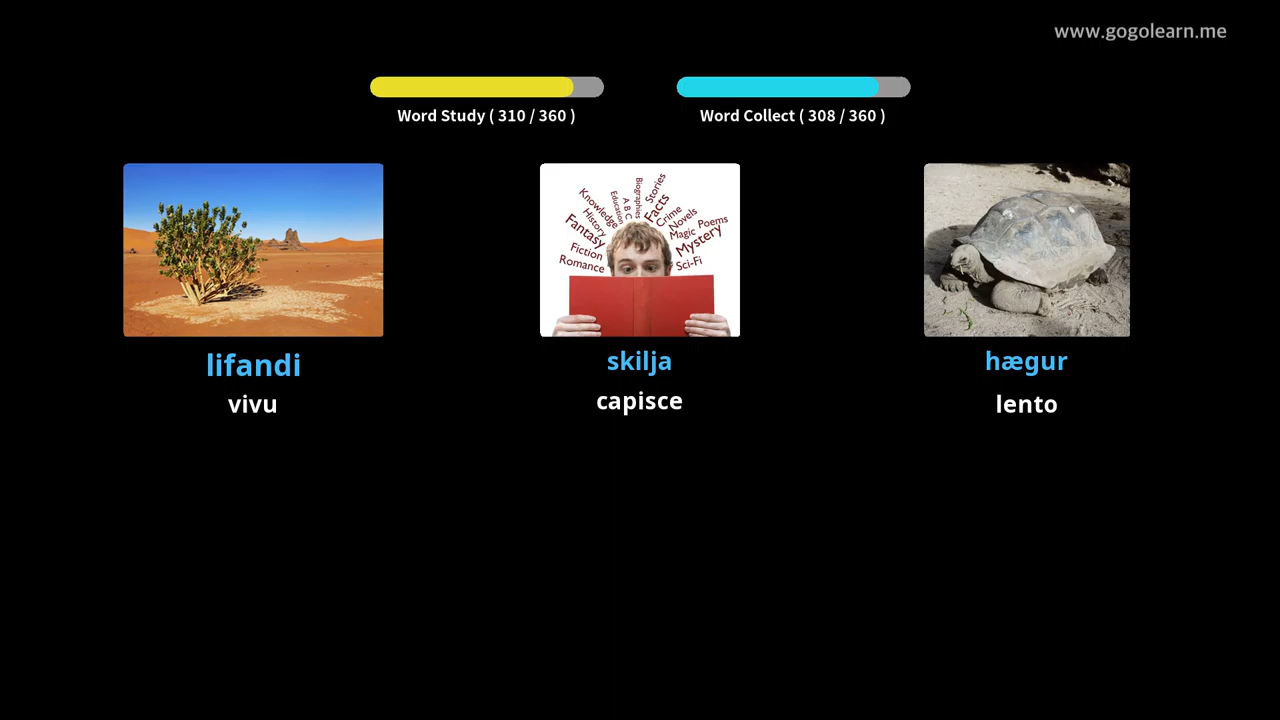 www.gogolearn.me
Word Study ( 310 / 360 )
Word Collect ( 308 / 360 )
Knowledge
History
Fantasy
Fiction
Romance
Education
A B C
Biographies
Stories
Facts
Crime
Novels
Magic
Poems
Mystery
Sci-Fi
lifandi
skilja
hægur
vivu
capisce
lento